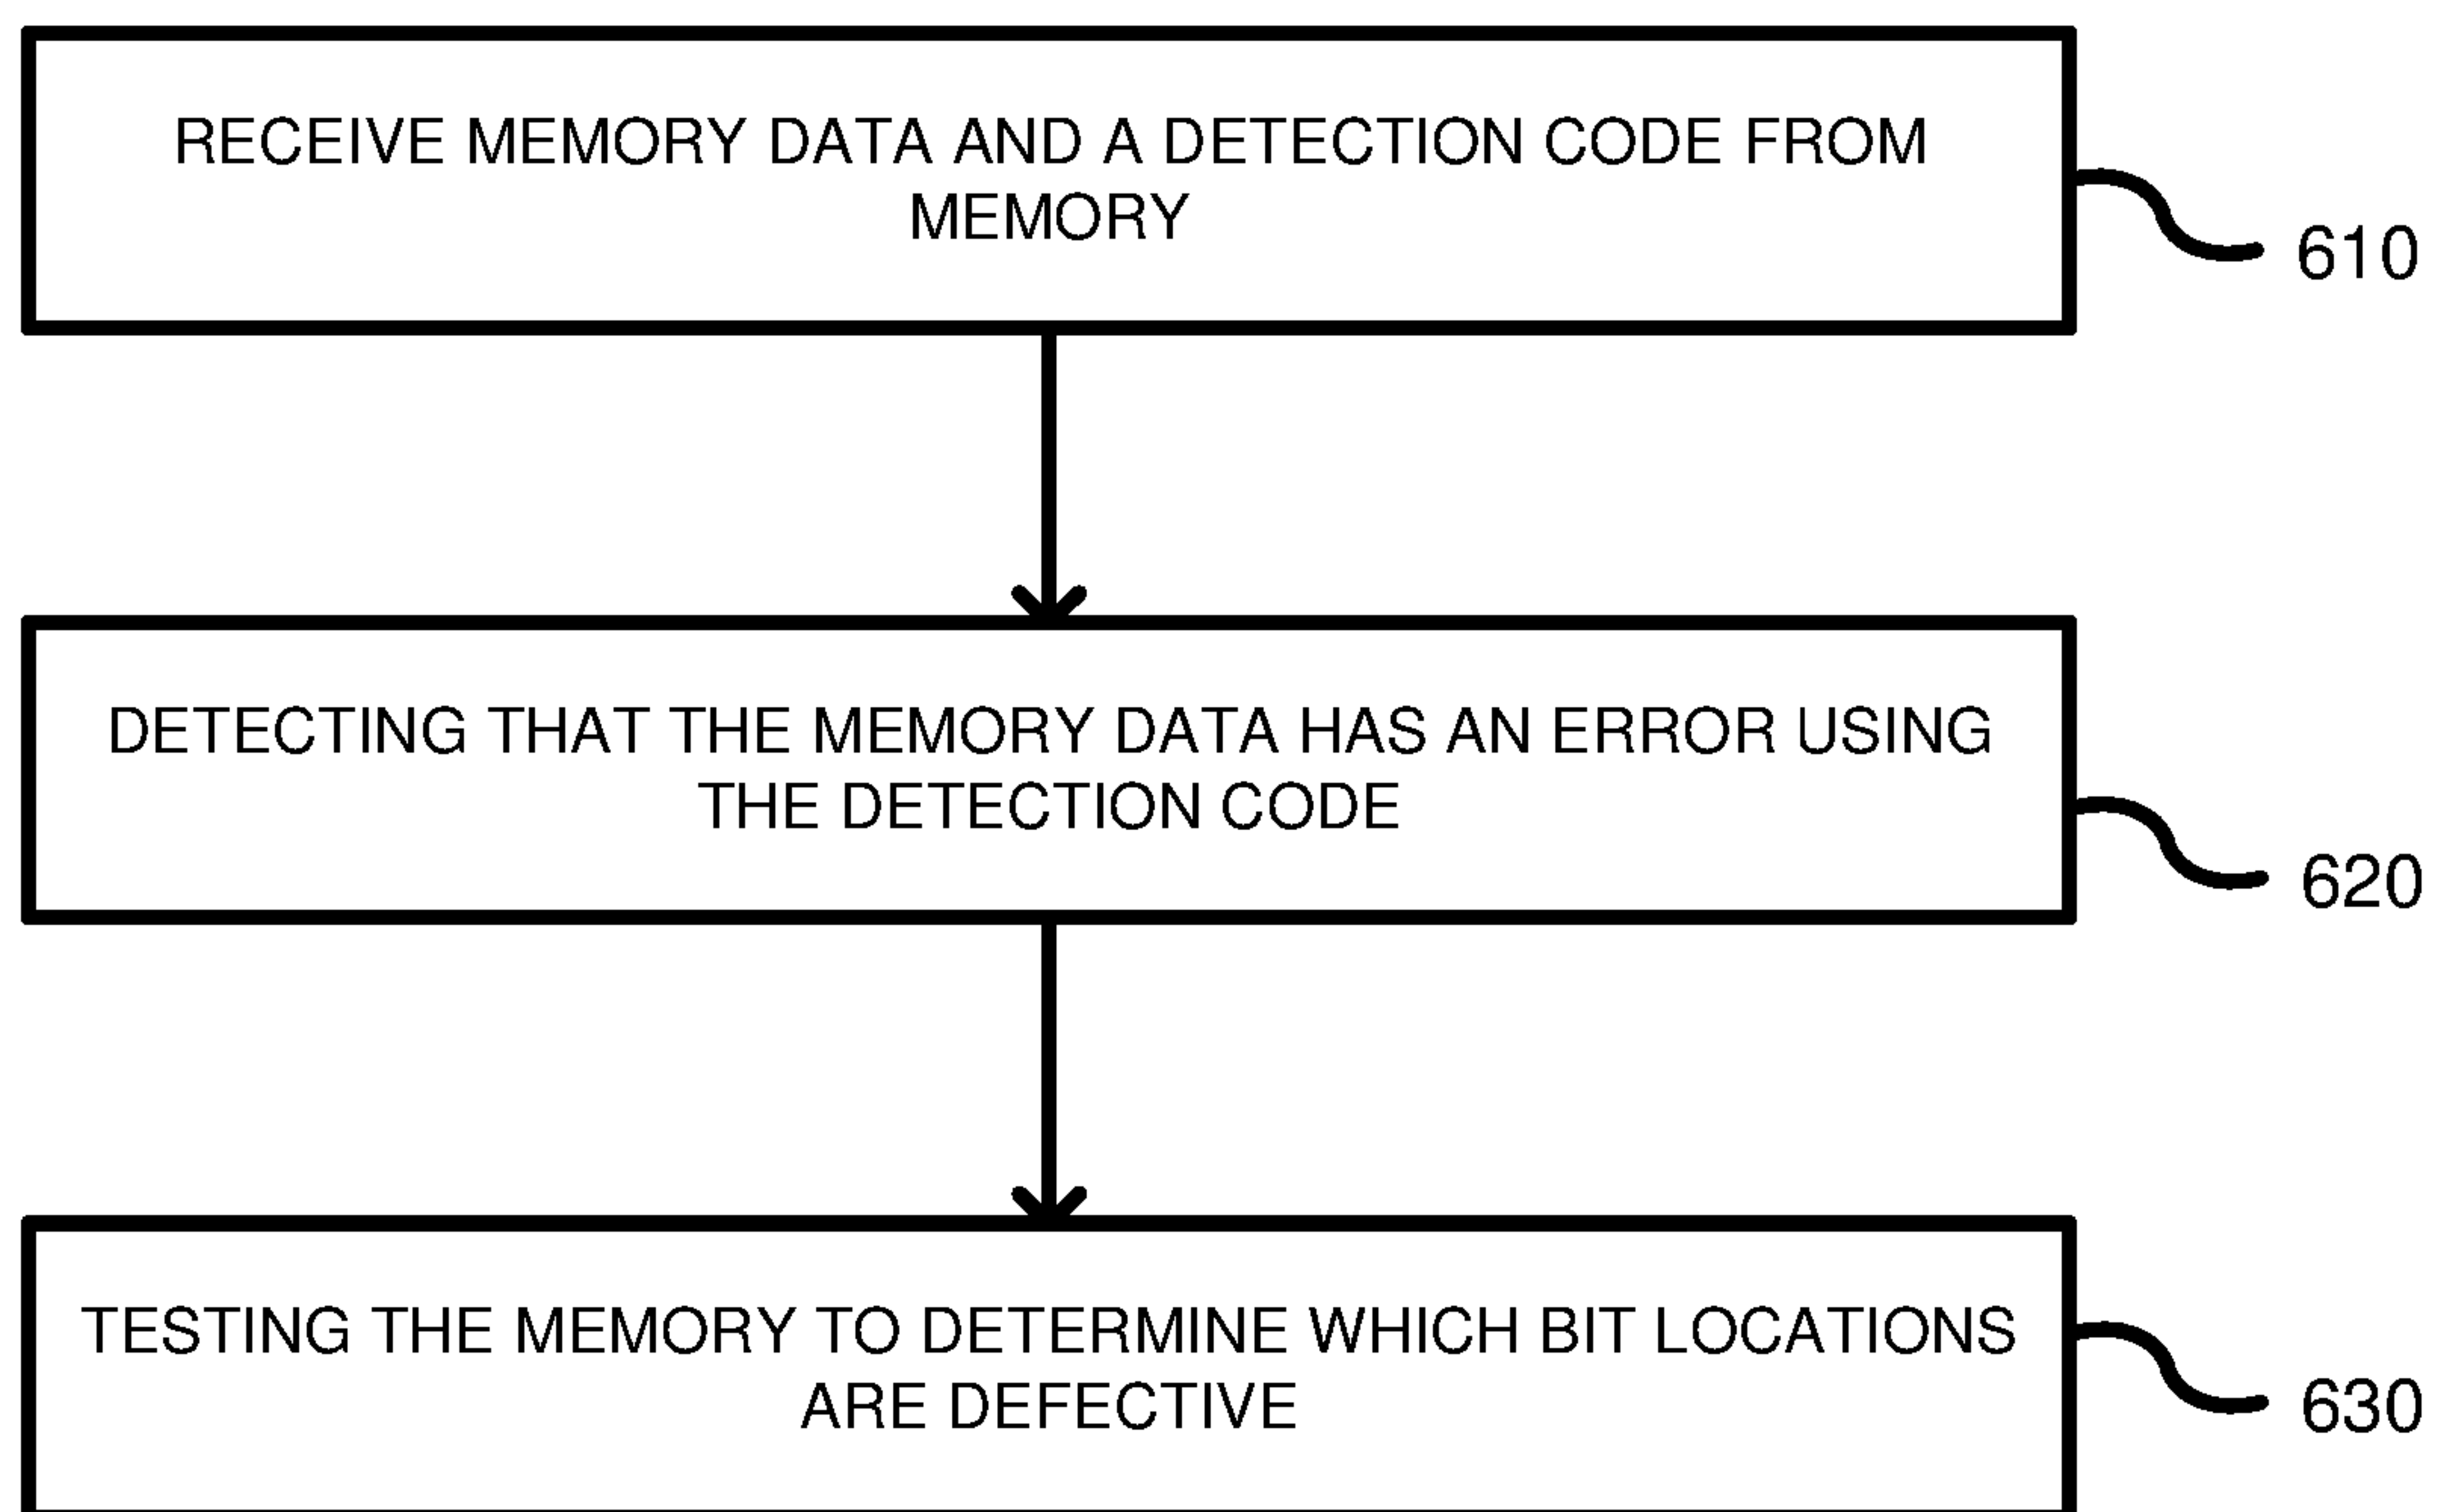 RECEIVE MEMORY DATA AND A DETECTION CODE FROM
MEMORY
610
DETECTING THAT THE MEMORY DATA HAS AN ERROR USING
THE DETECTION CODE
620
TESTING THE MEMORY TO DETERMINE WHICH BIT LOCATIONS
ARE DEFECTIVE
630